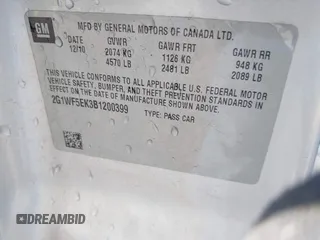 GM
MFD BY GENERAL MOTORS OF CANADA LTD.
DATE GVWR GAWR FRT GAWR RR
12/10 2074 KG 1126 KG 948 KG
4570 LB 2481 LB 2089 LB
THIS VEHICLE CONFORMS TO ALL APPLICABLE U.S. FEDERAL MOTOR
VEHICLE SAFETY, BUMPER, AND THEFT PREVENTION STANDARDS IN
EFFECT ON THE DATE OF MANUFACTURE SHOWN ABOVE.
2G1WF5EK3B1200399 TYPE: PASS CAR
DREAMBID